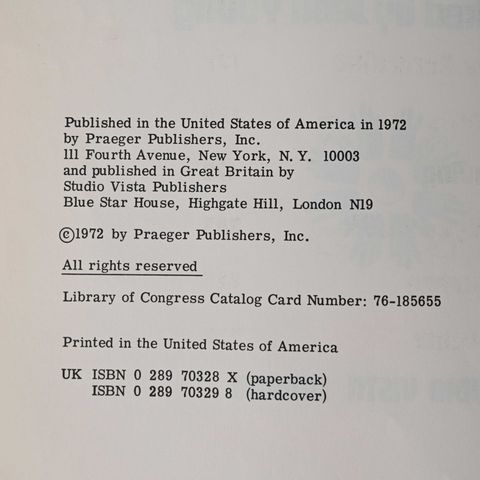 Published in the United States of America in 1972
by Praeger Publishers, Inc.
111 Fourth Avenue, New York, N. Y. 10003
and published in Great Britain by
Studio Vista Publishers
Blue Star House, Highgate Hill, London N19
©1972 by Praeger Publishers, Inc.
All rights reserved
Library of Congress Catalog Card Number: 76-185655
Printed in the United States of America
UK ISBN 0 289 70328 X (paperback)
ISBN 0 289 70329 8 (hardcover)